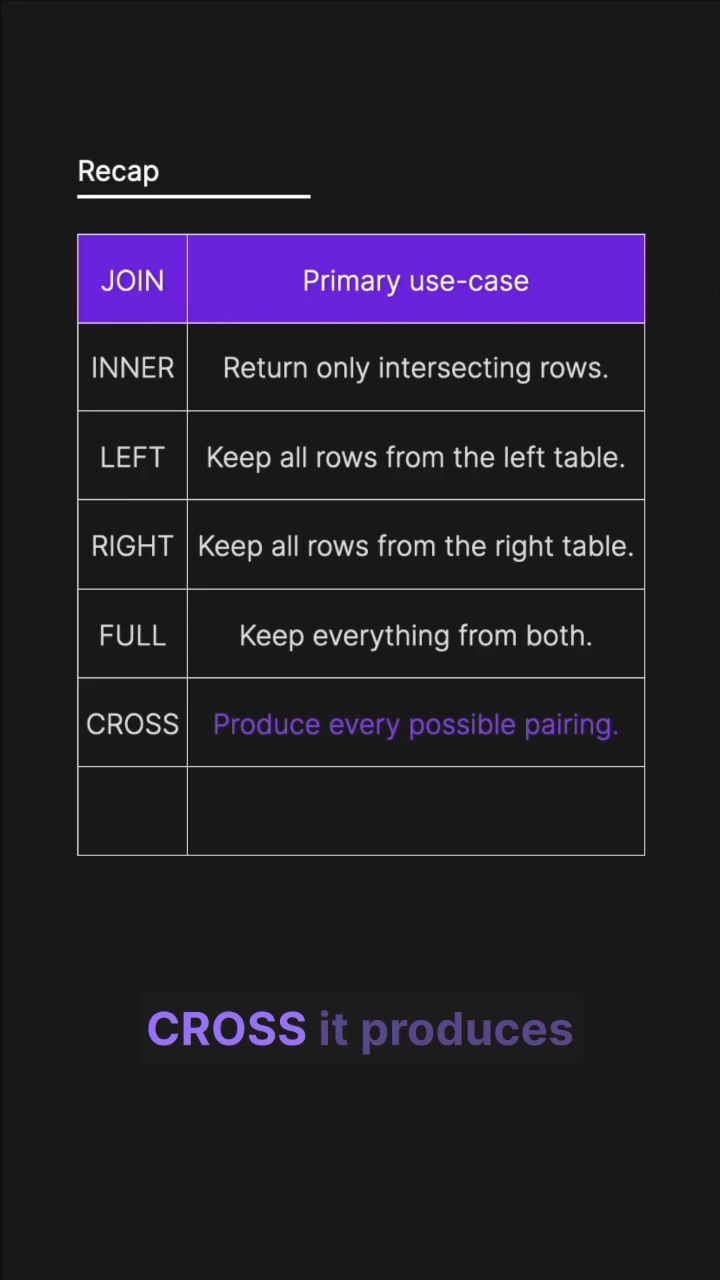 Recap
JOIN Primary use-case
INNER Return only intersecting rows.
LEFT Keep all rows from the left table.
RIGHT Keep all rows from the right table.
FULL Keep everything from both.
CROSS Produce every possible pairing.
CROSS it produces